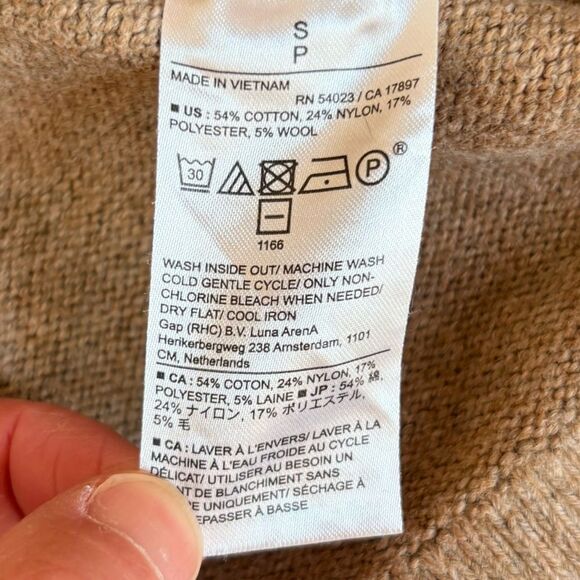 S
P
MADE IN VIETNAM
RN 54023 / CA 17897
■ US : 54% COTTON, 24% NYLON, 17%
POLYESTER, 5% WOOL
30
P ®
1166
WASH INSIDE OUT/ MACHINE WASH
COLD GENTLE CYCLE/ ONLY NON-
CHLORINE BLEACH WHEN NEEDED/
DRY FLAT/ COOL IRON
Gap (RHC) B.V. Luna ArenA
Herikerbergweg 238 Amsterdam, 1101
CM, Netherlands
■ CA : 54% COTON, 24% NYLON, 17%
POLYESTER, 5% LAINE ■ JP : 54% 綿,
24% ナイロン, 17% ポリエステル,
5% 毛
■ CA : LAVER À L'ENVERS/ LAVER À LA
MACHINE À L'EAU FROIDE AU CYCLE
DÉLICAT/ UTILISER AU BESOIN UN
DE BLANCHIMENT SANS
UNIQUEMENT/ SÉCHAGE À
À BASSE